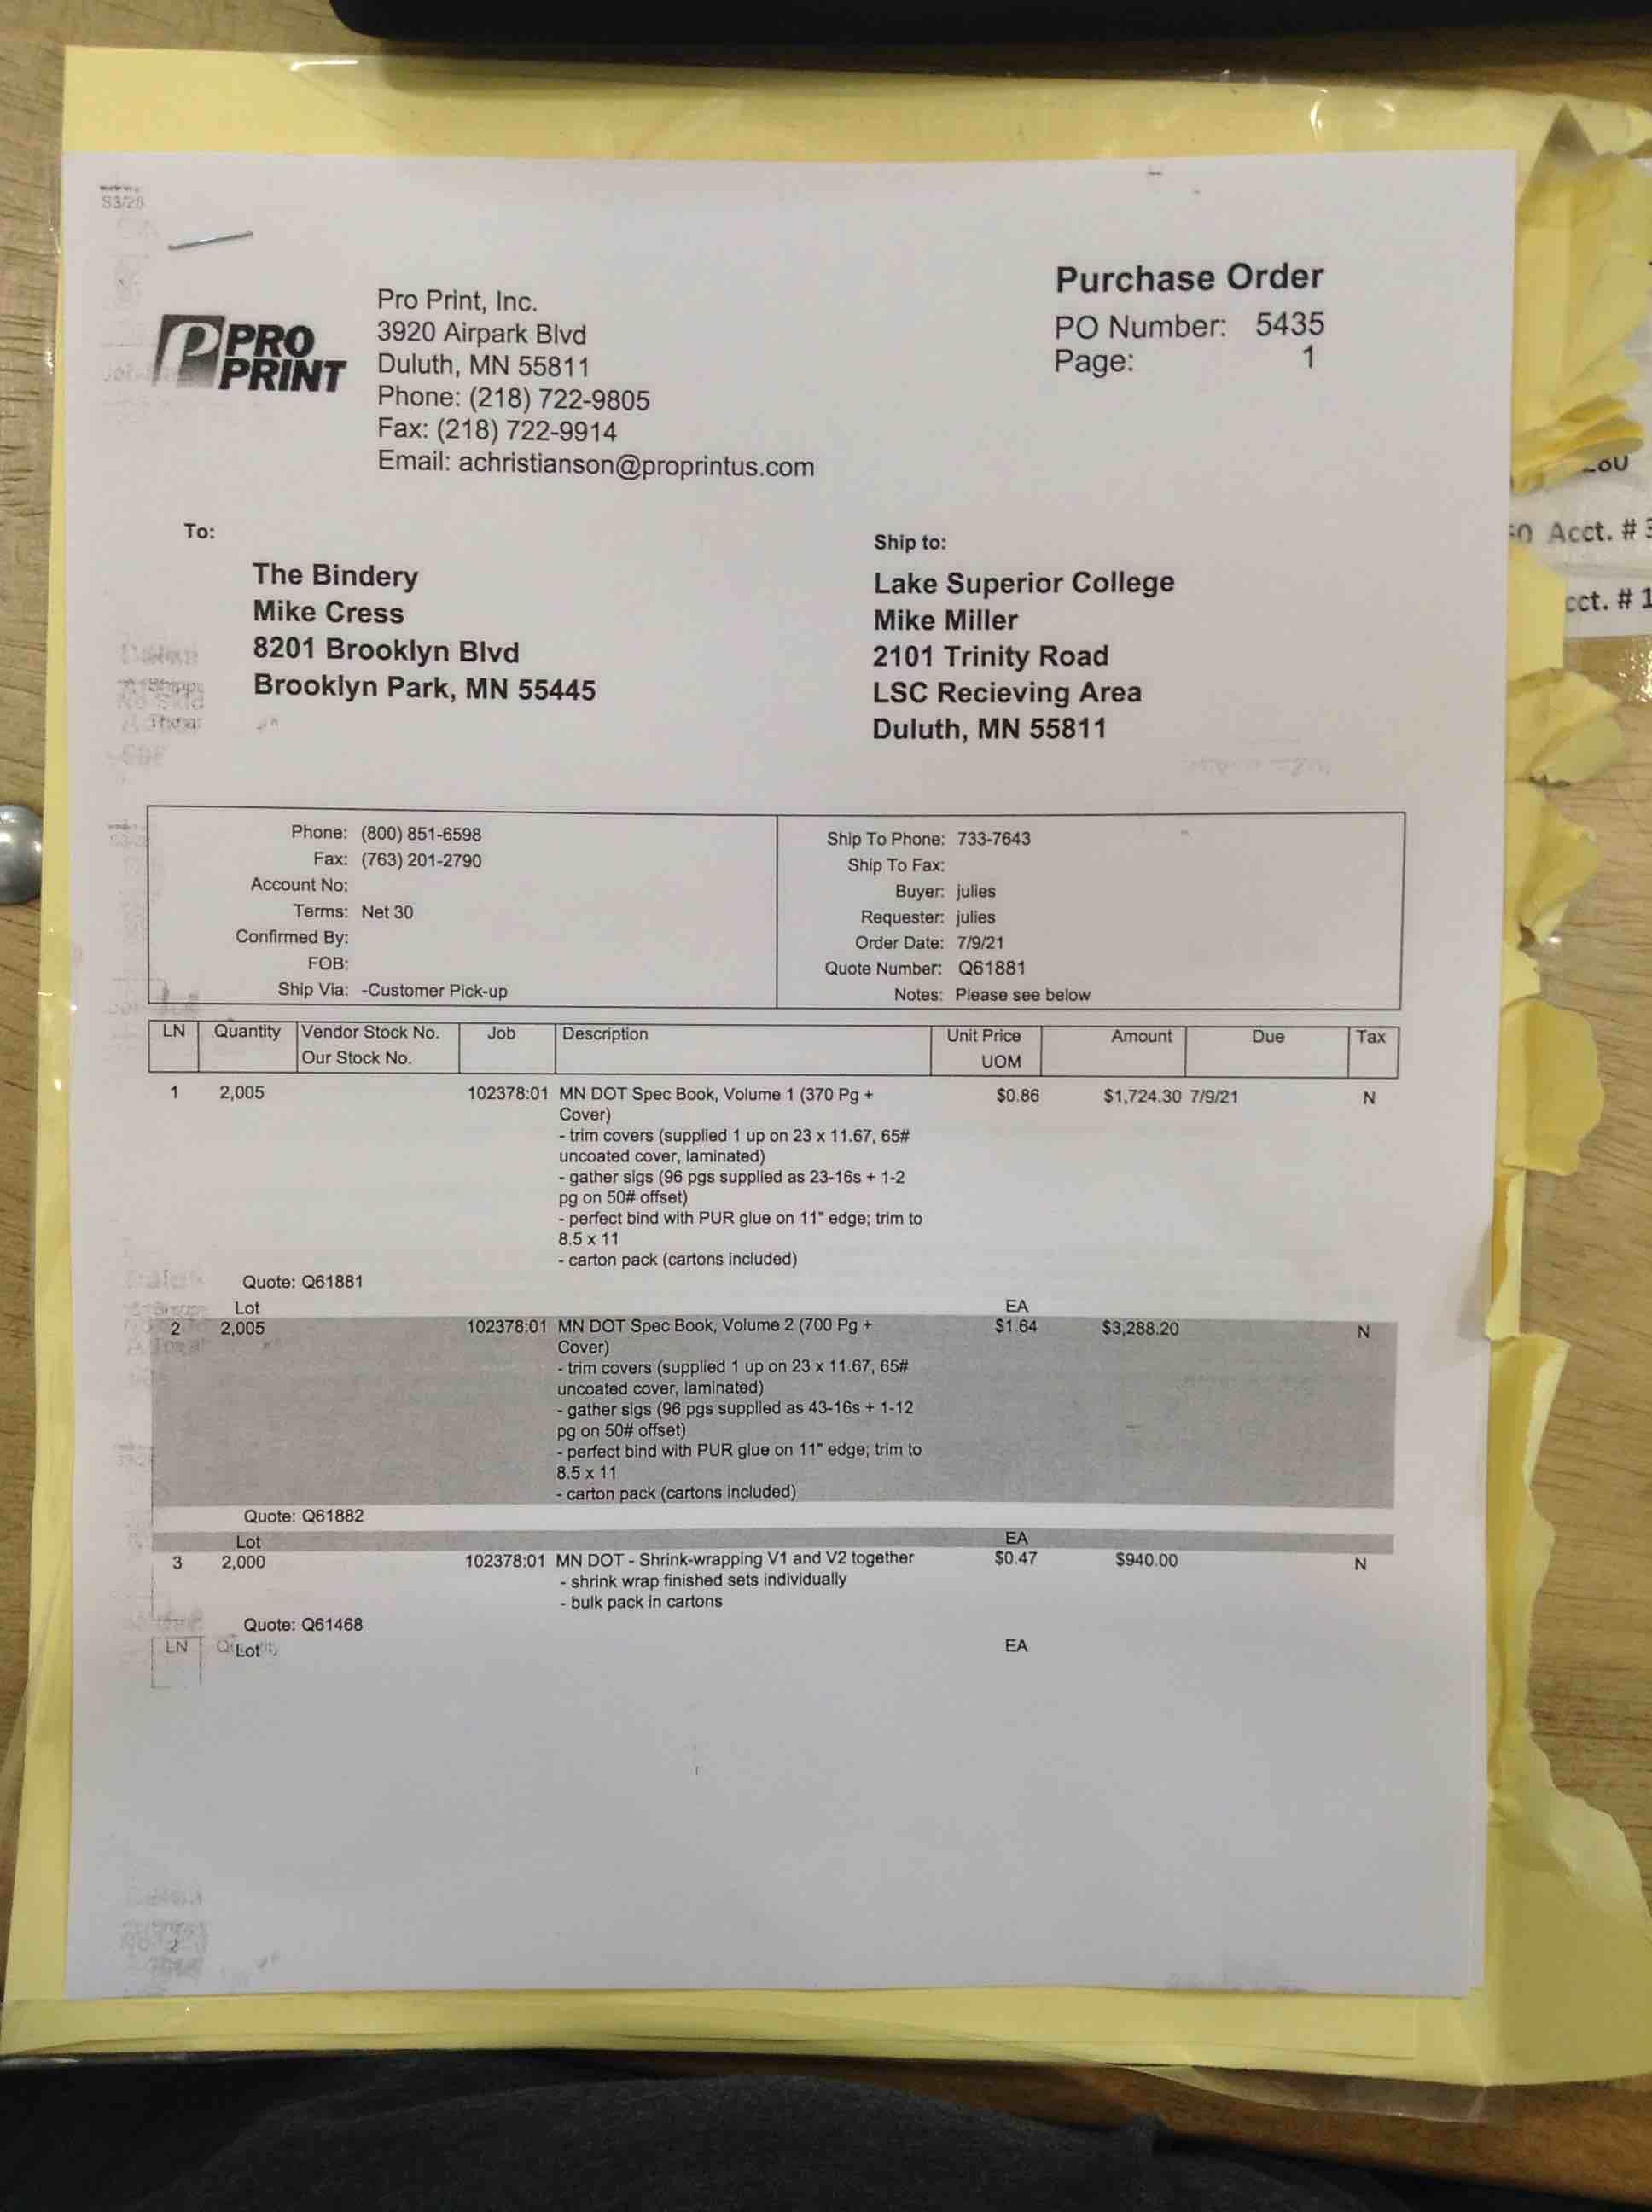 PRO
PRINT
Pro Print, Inc.
3920 Airpark Blvd
Duluth, MN 55811
Phone: (218) 722-9805
Fax: (218) 722-9914
Email: achristianson@proprintus.com
Purchase Order
PO Number: 5435
Page: 1
To:
The Bindery
Mike Cress
8201 Brooklyn Blvd
Brooklyn Park, MN 55445
Ship to:
Lake Superior College
Mike Miller
2101 Trinity Road
LSC Recieving Area
Duluth, MN 55811
Acct. #
Phone: (800) 851-6598
Fax: (763) 201-2790
Account No:
Terms: Net 30
Confirmed By:
FOB:
Ship Via: -Customer Pick-up
Ship To Phone: 733-7643
Ship To Fax:
Buyer: julies
Requester: julies
Order Date: 7/9/21
Quote Number: Q61881
Notes: Please see below
LN Quantity Vendor Stock No. Job Description Unit Price Amount Due Tax
Our Stock No. UOM
1 2,005 102378:01 MN DOT Spec Book, Volume 1 (370 Pg + $0.86 $1,724.30 7/9/21 N
Cover)
- trim covers (supplied 1 up on 23 x 11.67, 65#
uncoated cover, laminated)
- gather sigs (96 pgs supplied as 23-16s + 1-2
pg on 50# offset)
- perfect bind with PUR glue on 11" edge; trim to
8.5 x 11
- carton pack (cartons included)
Quote: Q61881
Lot EA
2 2,005 102378:01 MN DOT Spec Book, Volume 2 (700 Pg + $1.64 $3,288.20 N
Cover)
- trim covers (supplied 1 up on 23 x 11.67, 65#
uncoated cover, laminated)
- gather sigs (96 pgs supplied as 43-16s + 1-12
pg on 50# offset)
- perfect bind with PUR glue on 11" edge; trim to
8.5 x 11
- carton pack (cartons included)
Quote: Q61882
Lot EA
3 2,000 102378:01 MN DOT - Shrink-wrapping V1 and V2 together $0.47 $940.00 N
- shrink wrap finished sets individually
- bulk pack in cartons
Quote: Q61468
LN Lot EA